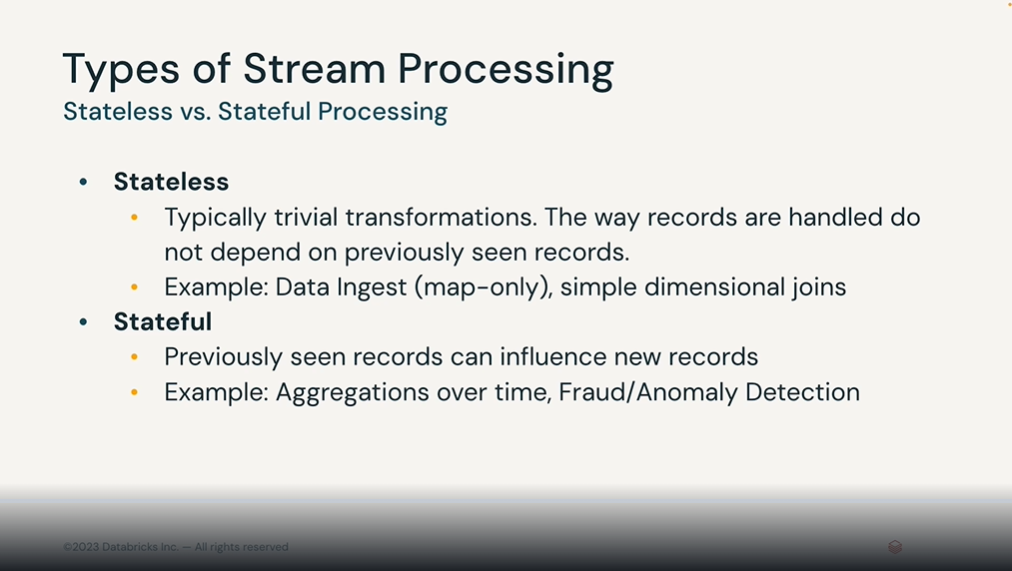 Types of Stream Processing
Stateless vs. Stateful Processing
• Stateless
• Typically trivial transformations. The way records are handled do
not depend on previously seen records.
• Example: Data Ingest (map-only), simple dimensional joins
• Stateful
• Previously seen records can influence new records
• Example: Aggregations over time, Fraud/Anomaly Detection
©2023 Databricks Inc. — All rights reserved